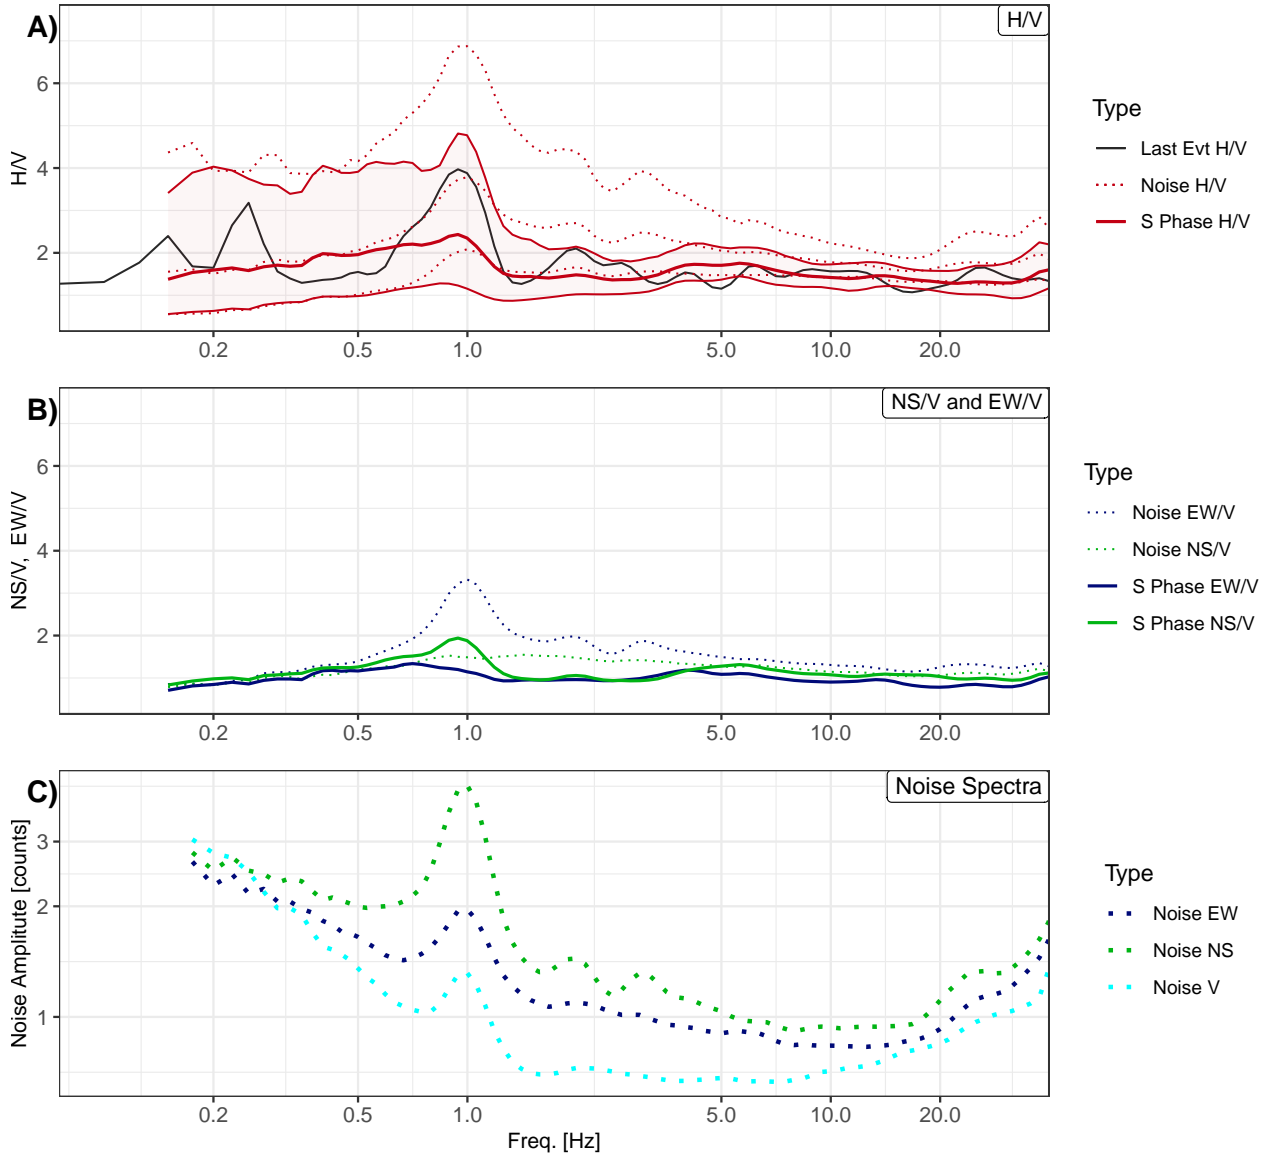 A)
H/V
H/V
6
4
2
0.2 0.5 1.0 5.0 10.0 20.0
Type
Last Evt H/V
Noise H/V
S Phase H/V
B)
NS/V and EW/V
NS/V, EW/V
6
4
2
0.2 0.5 1.0 5.0 10.0 20.0
Type
Noise EW/V
Noise NS/V
S Phase EW/V
S Phase NS/V
C)
Noise Spectra
Noise Amplitute [counts]
3
2
1
0.2 0.5 1.0 5.0 10.0 20.0
Freq. [Hz]
Type
Noise EW
Noise NS
Noise V